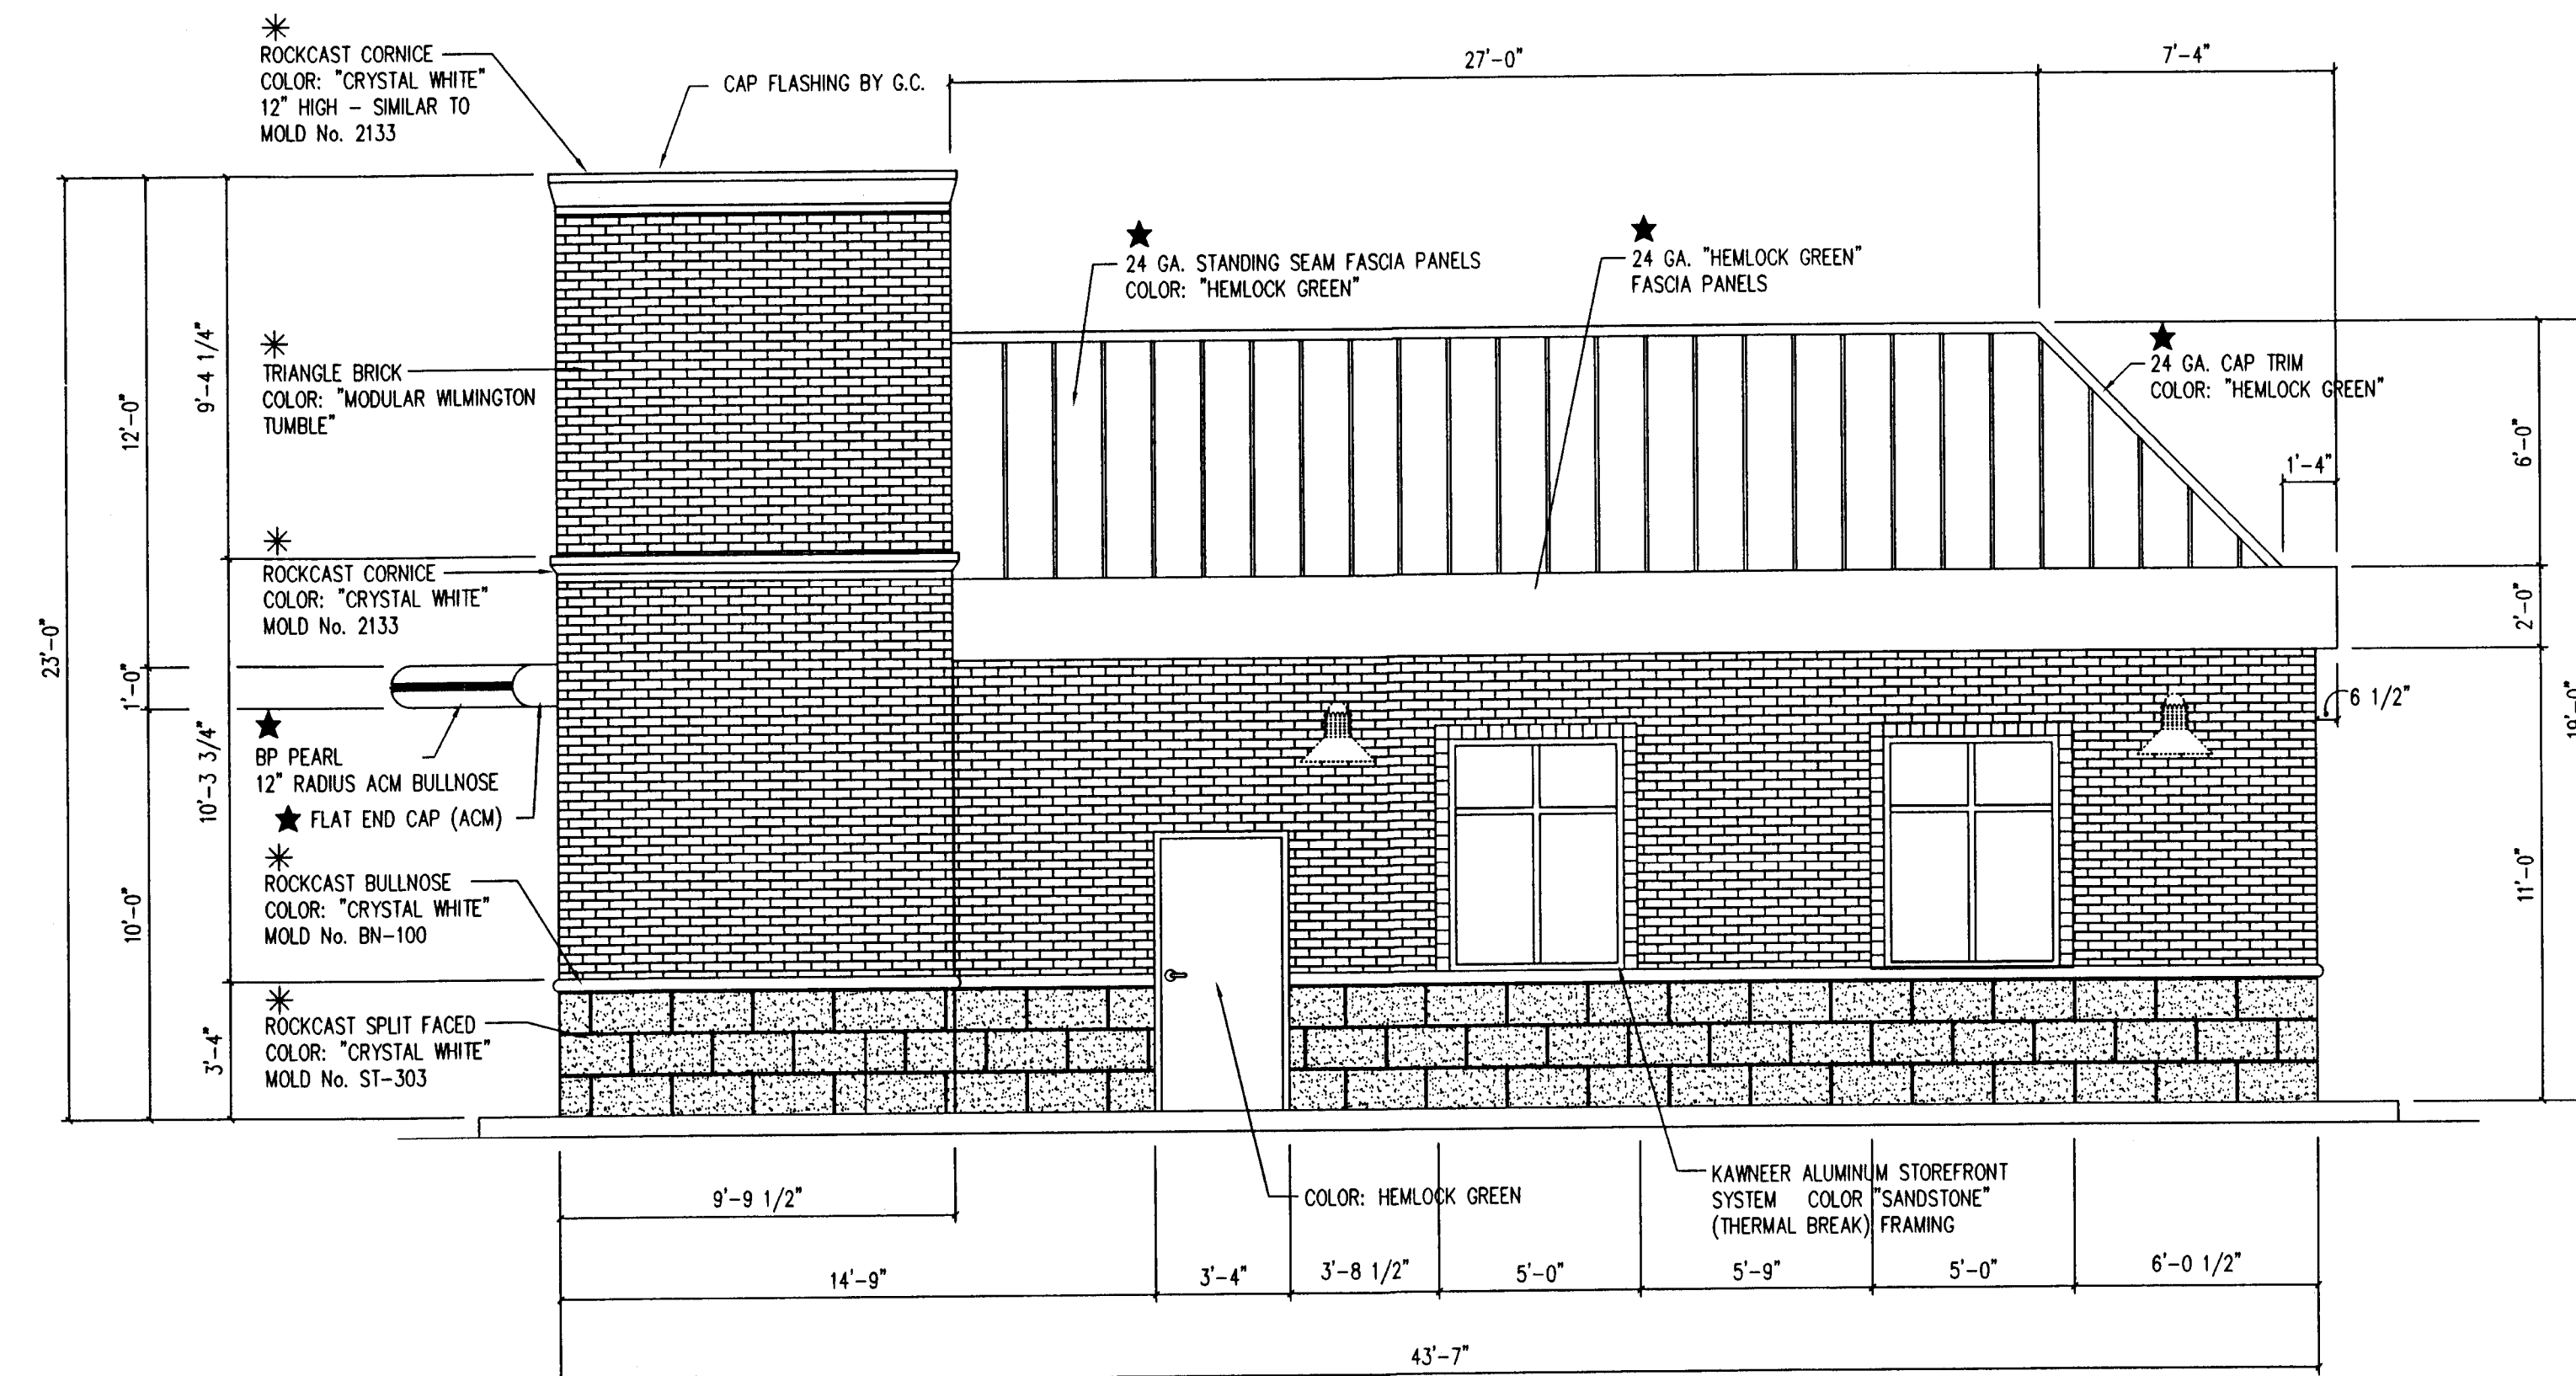 ROCKCAST CORNICE
COLOR: "CRYSTAL WHITE"
12" HIGH – SIMILAR TO
MOLD No. 2133
CAP FLASHING BY G.C.
27'-0"
7'-4"
24 GA. STANDING SEAM FASCIA PANELS
COLOR: "HEMLOCK GREEN"
24 GA. "HEMLOCK GREEN"
FASCIA PANELS
24 GA. CAP TRIM
COLOR: "HEMLOCK GREEN"
TRIANGLE BRICK
COLOR: "MODULAR WILMINGTON
TUMBLE"
9'-4 1/4"
12'-0"
6'-0"
1'-4"
ROCKCAST CORNICE
COLOR: "CRYSTAL WHITE"
MOLD No. 2133
2'-0"
23'-0"
1'-0"
6 1/2"
19'-0"
BP PEARL
12" RADIUS ACM BULLNOSE
FLAT END CAP (ACM)
10'-3 3/4"
ROCKCAST BULLNOSE
COLOR: "CRYSTAL WHITE"
MOLD No. BN-100
10'-0"
11'-0"
ROCKCAST SPLIT FACED
COLOR: "CRYSTAL WHITE"
MOLD No. ST-303
3'-4"
9'-9 1/2"
COLOR: HEMLOCK GREEN
KAWNEER ALUMINUM STOREFRONT
SYSTEM COLOR "SANDSTONE"
(THERMAL BREAK) FRAMING
14'-9"
3'-4"
3'-8 1/2"
5'-0"
5'-9"
5'-0"
6'-0 1/2"
43'-7"